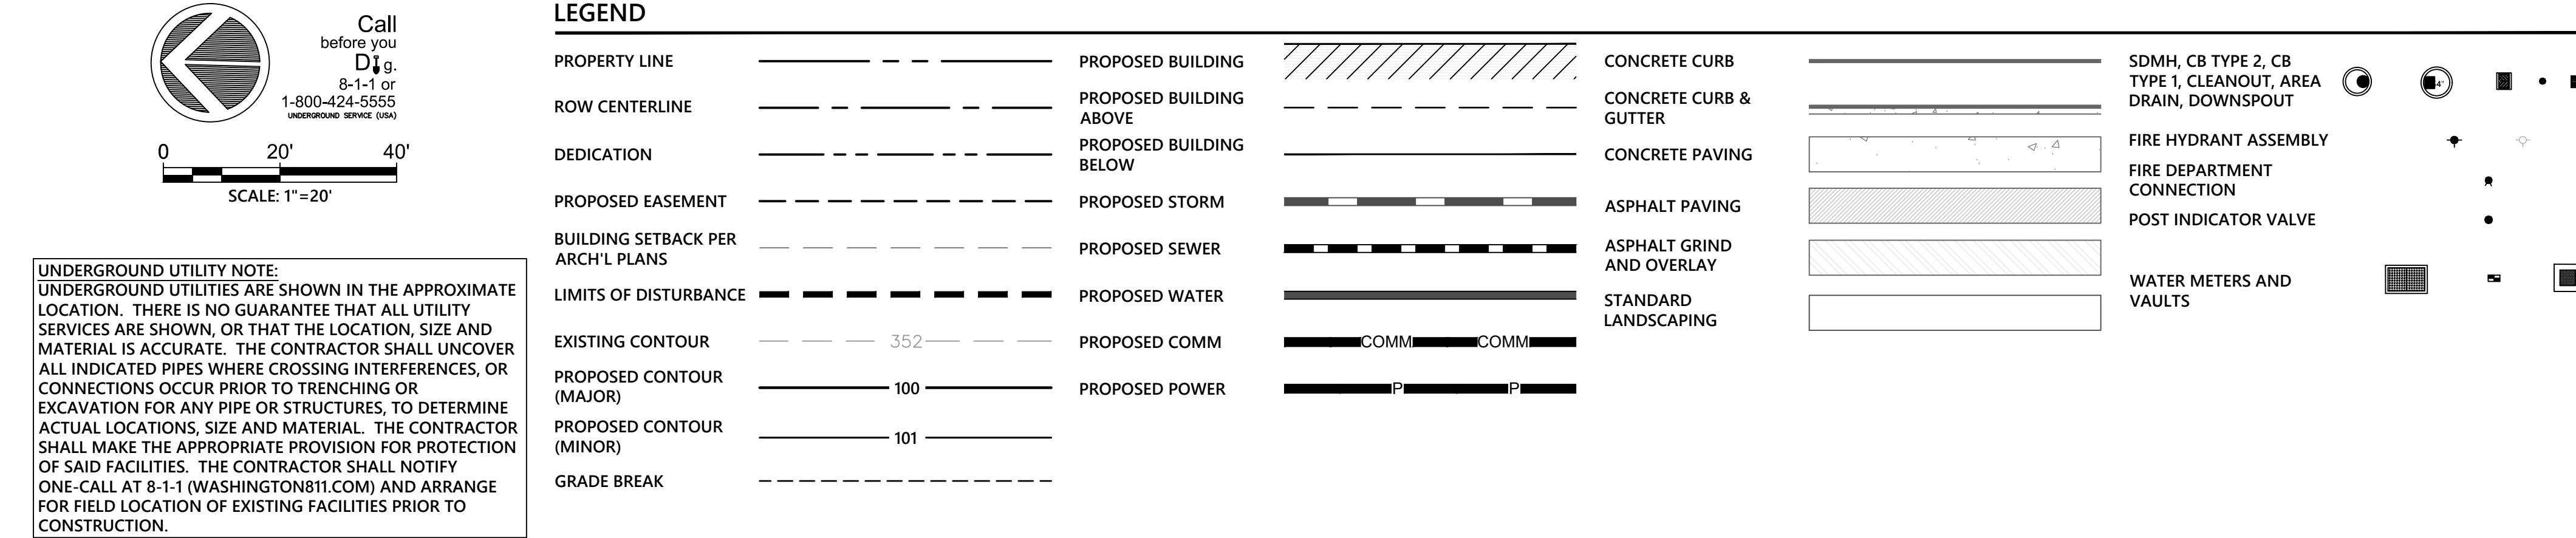 Call
before you
Dig.
8-1-1 or
1-800-424-5555
UNDERGROUND SERVICE (USA)
0 20' 40'
SCALE: 1"=20'
UNDERGROUND UTILITY NOTE:
UNDERGROUND UTILITIES ARE SHOWN IN THE APPROXIMATE
LOCATION. THERE IS NO GUARANTEE THAT ALL UTILITY
SERVICES ARE SHOWN, OR THAT THE LOCATION, SIZE AND
MATERIAL IS ACCURATE. THE CONTRACTOR SHALL UNCOVER
ALL INDICATED PIPES WHERE CROSSING INTERFERENCES, OR
CONNECTIONS OCCUR PRIOR TO TRENCHING OR
EXCAVATION FOR ANY PIPE OR STRUCTURES, TO DETERMINE
ACTUAL LOCATIONS, SIZE AND MATERIAL. THE CONTRACTOR
SHALL MAKE THE APPROPRIATE PROVISION FOR PROTECTION
OF SAID FACILITIES. THE CONTRACTOR SHALL NOTIFY
ONE-CALL AT 8-1-1 (WASHINGTON811.COM) AND ARRANGE
FOR FIELD LOCATION OF EXISTING FACILITIES PRIOR TO
CONSTRUCTION.
LEGEND
PROPERTY LINE
ROW CENTERLINE
DEDICATION
PROPOSED EASEMENT
BUILDING SETBACK PER
ARCH'L PLANS
LIMITS OF DISTURBANCE
EXISTING CONTOUR 352
PROPOSED CONTOUR
(MAJOR) 100
PROPOSED CONTOUR
(MINOR) 101
GRADE BREAK
PROPOSED BUILDING
PROPOSED BUILDING
ABOVE
PROPOSED BUILDING
BELOW
PROPOSED STORM
PROPOSED SEWER
PROPOSED WATER
PROPOSED COMM COMM COMM
PROPOSED POWER P P
CONCRETE CURB
CONCRETE CURB &
GUTTER
CONCRETE PAVING
ASPHALT PAVING
ASPHALT GRIND
AND OVERLAY
STANDARD
LANDSCAPING
SDMH, CB TYPE 2, CB
TYPE 1, CLEANOUT, AREA
DRAIN, DOWNSPOUT
FIRE HYDRANT ASSEMBLY
FIRE DEPARTMENT
CONNECTION
POST INDICATOR VALVE
WATER METERS AND
VAULTS